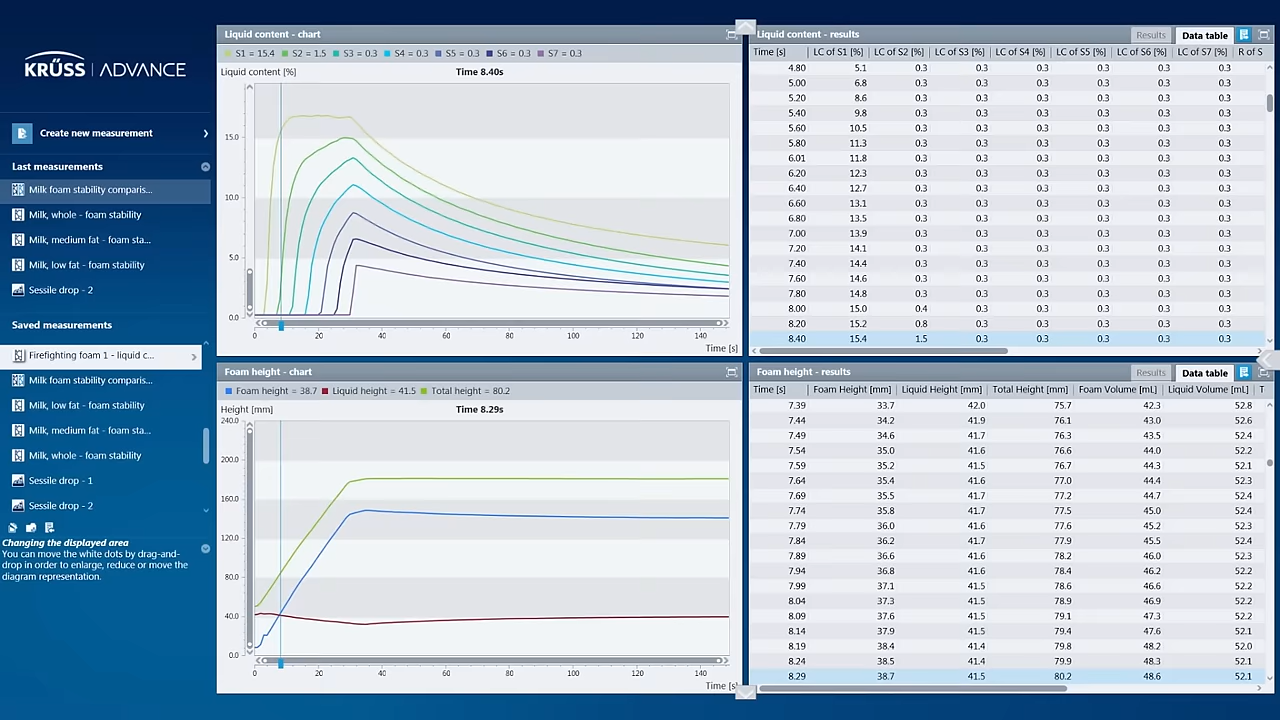 KRÜSS | ADVANCE
Create new measurement
Last measurements
Milk foam stability comparis...
Milk, whole - foam stability
Milk, medium fat - foam sta...
Milk, low fat - foam stability
Sessile drop - 2
Saved measurements
Firefighting foam 1 - liquid c...
Milk foam stability comparis...
Milk, low fat - foam stability
Milk, medium fat - foam sta...
Milk, whole - foam stability
Sessile drop - 1
Sessile drop - 2
Changing the displayed area
You can move the white dots by drag-and-
drop in order to enlarge, reduce or move the
diagram representation.
Liquid content - chart
S1 = 15.4 S2 = 1.5 S3 = 0.3 S4 = 0.3 S5 = 0.3 S6 = 0.3 S7 = 0.3
Liquid content [%] Time 8.40s
15.0
10.0
5.0
0.0
0 20 40 60 80 100 120 140
Time [s]
Foam height - chart
Foam height = 38.7 Liquid height = 41.5 Total height = 80.2
Height [mm] Time 8.29s
240.0
200.0
160.0
120.0
80.0
40.0
0.0
0 20 40 60 80 100 120 140
Time [s]
Liquid content - results Results Data table
Time [s] LC of S1 [%] LC of S2 [%] LC of S3 [%] LC of S4 [%] LC of S5 [%] LC of S6 [%] LC of S7 [%] R of S
4.80 5.1 0.3 0.3 0.3 0.3 0.3 0.3
5.00 6.8 0.3 0.3 0.3 0.3 0.3 0.3
5.20 8.6 0.3 0.3 0.3 0.3 0.3 0.3
5.40 9.8 0.3 0.3 0.3 0.3 0.3 0.3
5.60 10.5 0.3 0.3 0.3 0.3 0.3 0.3
5.80 11.3 0.3 0.3 0.3 0.3 0.3 0.3
6.01 11.8 0.3 0.3 0.3 0.3 0.3 0.3
6.20 12.3 0.3 0.3 0.3 0.3 0.3 0.3
6.40 12.7 0.3 0.3 0.3 0.3 0.3 0.3
6.60 13.1 0.3 0.3 0.3 0.3 0.3 0.3
6.80 13.5 0.3 0.3 0.3 0.3 0.3 0.3
7.00 13.9 0.3 0.3 0.3 0.3 0.3 0.3
7.20 14.1 0.3 0.3 0.3 0.3 0.3 0.3
7.40 14.4 0.3 0.3 0.3 0.3 0.3 0.3
7.60 14.6 0.3 0.3 0.3 0.3 0.3 0.3
7.80 14.8 0.3 0.3 0.3 0.3 0.3 0.3
8.00 15.0 0.4 0.3 0.3 0.3 0.3 0.3
8.20 15.2 0.8 0.3 0.3 0.3 0.3 0.3
8.40 15.4 1.5 0.3 0.3 0.3 0.3 0.3
Foam height - results Results Data table
Time [s] Foam Height [mm] Liquid Height [mm] Total Height [mm] Foam Volume [mL] Liquid Volume [mL] T
7.39 33.7 42.0 75.7 42.3 52.8
7.44 34.2 41.9 76.1 43.0 52.6
7.49 34.6 41.7 76.3 43.5 52.4
7.54 35.0 41.6 76.6 44.0 52.2
7.59 35.2 41.5 76.7 44.3 52.1
7.64 35.4 41.6 77.0 44.4 52.3
7.69 35.5 41.7 77.2 44.7 52.4
7.74 35.8 41.7 77.5 45.0 52.4
7.79 36.0 41.6 77.6 45.2 52.3
7.84 36.2 41.7 77.9 45.5 52.4
7.89 36.6 41.6 78.2 46.0 52.3
7.94 36.8 41.6 78.4 46.2 52.2
7.99 37.1 41.5 78.6 46.6 52.2
8.04 37.3 41.5 78.9 46.9 52.2
8.09 37.6 41.5 79.1 47.3 52.2
8.14 37.9 41.5 79.4 47.6 52.1
8.19 38.4 41.4 79.8 48.2 52.0
8.24 38.5 41.4 79.9 48.3 52.1
8.29 38.7 41.5 80.2 48.6 52.1